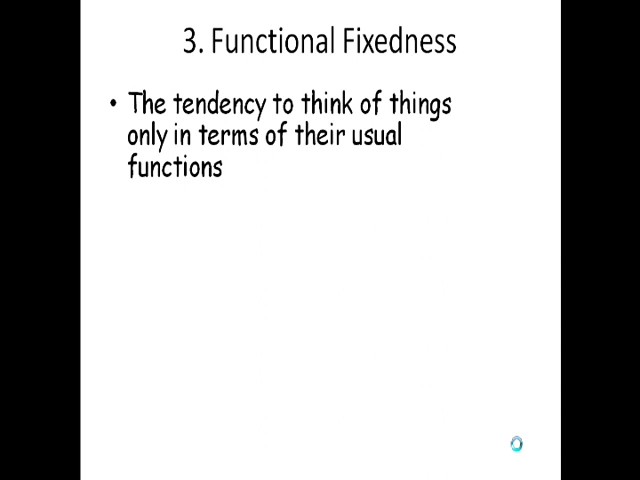 3. Functional Fixedness
• The tendency to think of things
only in terms of their usual
functions